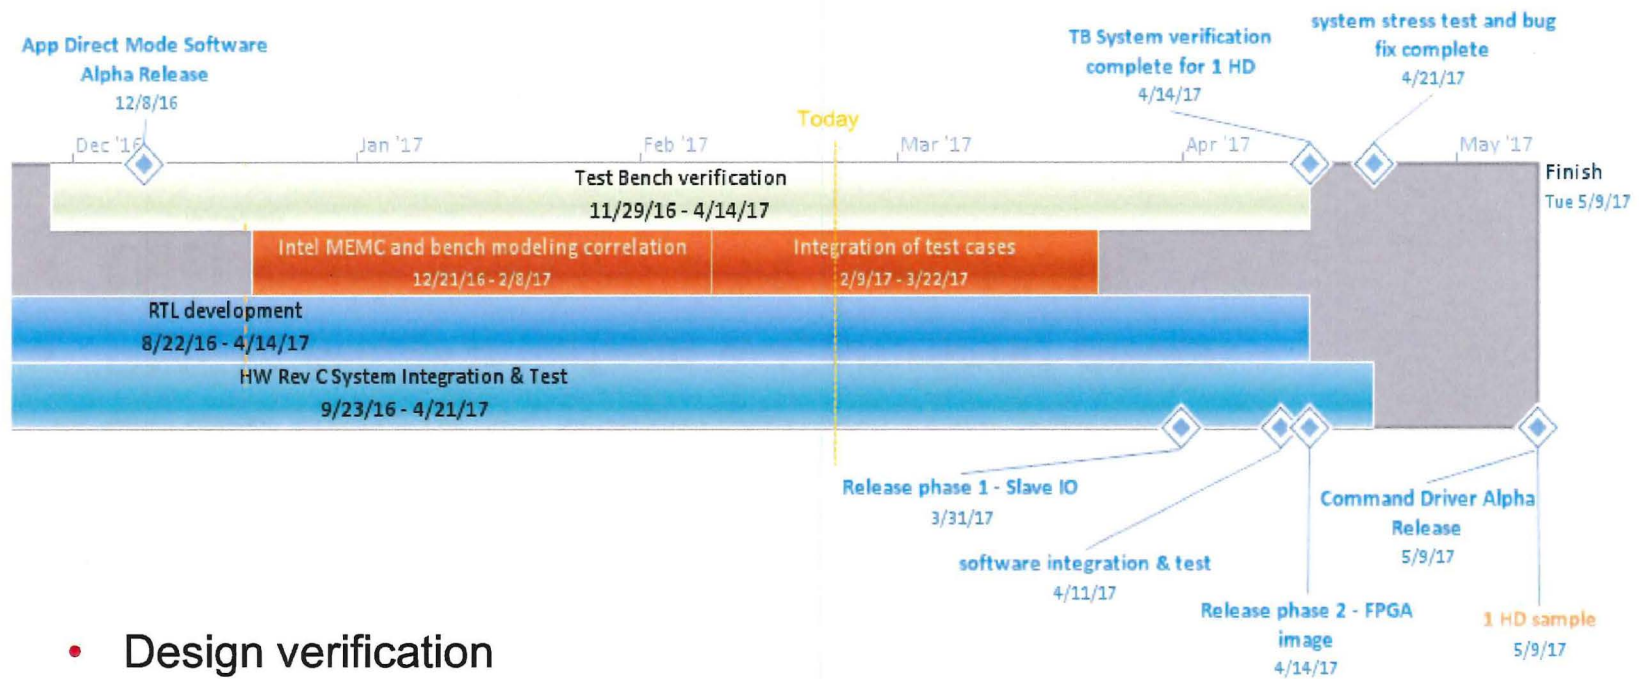 App Direct Mode Software
Alpha Release
12/8/16
TB System verification
complete for 1 HD
4/14/17
system stress test and bug
fix complete
4/21/17
Today
Dec '16
Jan '17
Feb '17
Mar '17
Apr '17
May '17
Finish
Tue 5/9/17
Test Bench verification
11/29/16 - 4/14/17
Intel MEMC and bench modeling correlation
12/21/16 - 2/8/17
Integration of test cases
2/9/17 - 3/22/17
RTL development
8/22/16 - 4/14/17
HW Rev C System Integration & Test
9/23/16 - 4/21/17
Release phase 1 - Slave IO
3/31/17
software integration & test
4/11/17
Release phase 2 - FPGA
image
4/14/17
Command Driver Alpha
Release
5/9/17
1 HD sample
5/9/17
• Design verification